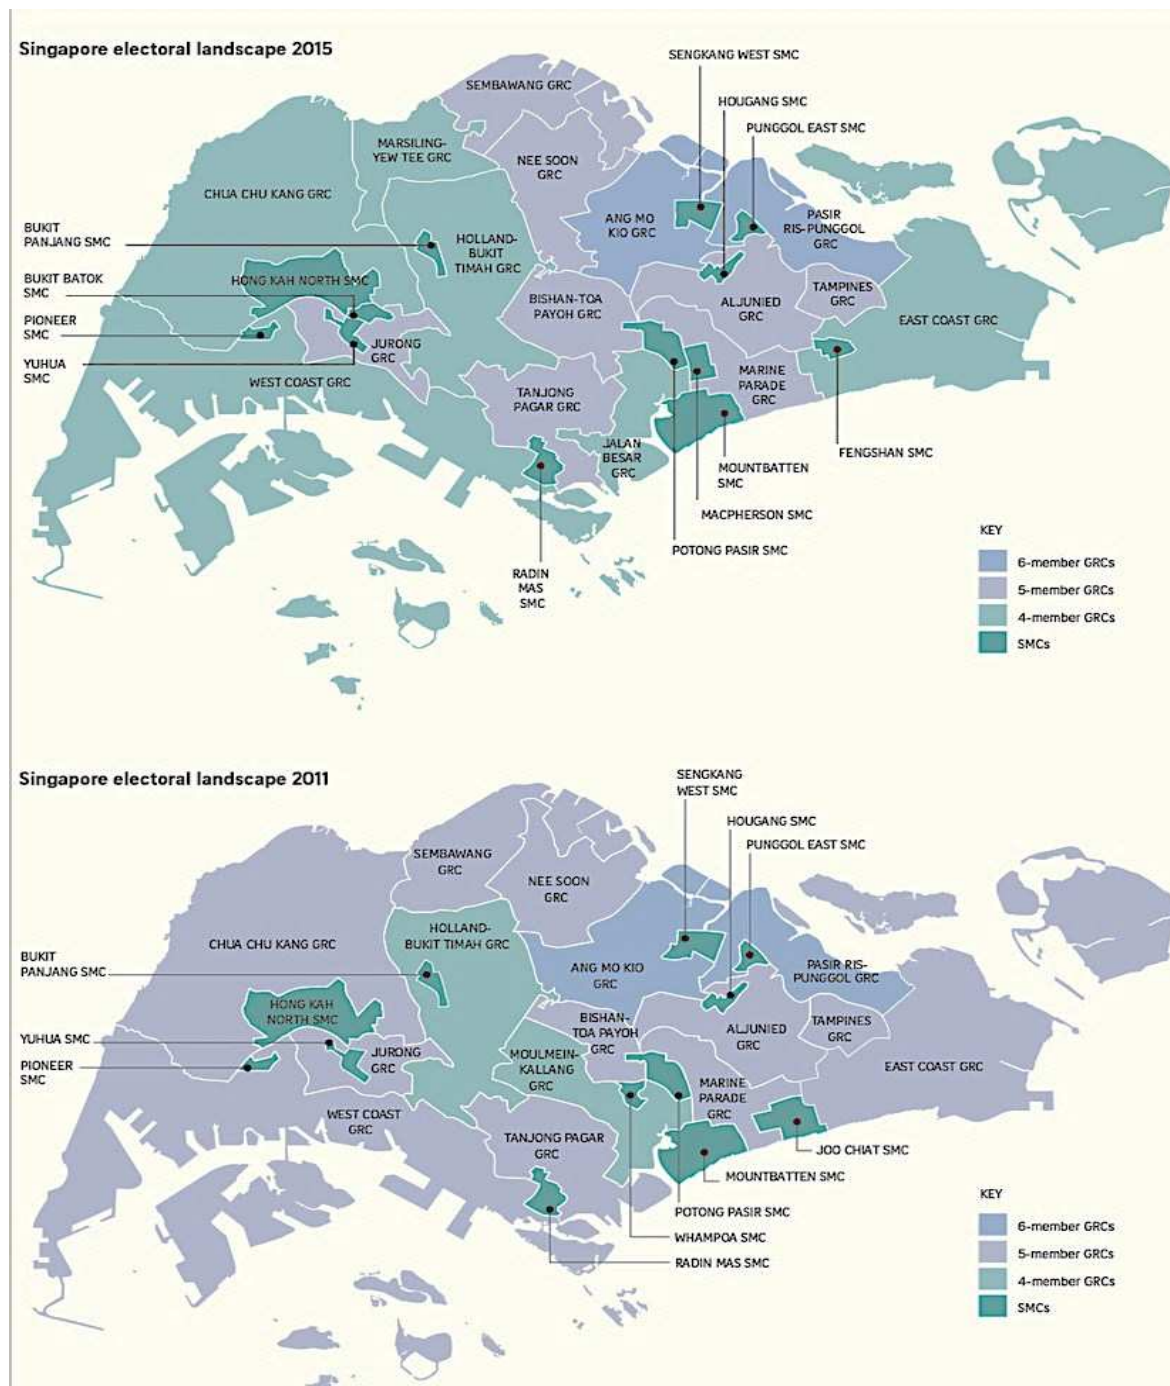 Singapore electoral landscape 2015
SENGKANG WEST SMC
SEMBAWANG GRC
HOUGANG SMC
PUNGGOL EAST SMC
MARSILING-
YEW TEE GRC
NEE SOON
GRC
CHUA CHU KANG GRC
ANG MO
KIO GRC
PASIR
RIS-PUNGGOL
GRC
BUKIT
PANJANG SMC
HOLLAND-
BUKIT
TIMAH GRC
BUKIT BATOK
SMC
HONG KAH NORTH SMC
BISHAN-TOA
PAYOH GRC
ALJUNIED
GRC
TAMPINES
GRC
EAST COAST GRC
PIONEER
SMC
JURONG
GRC
YUHUA
SMC
WEST COAST GRC
MARINE
PARADE
GRC
TANJONG
PAGAR GRC
JALAN
BESAR
GRC
FENGSHAN SMC
MOUNTBATTEN
SMC
MACPHERSON SMC
POTONG PASIR SMC
RADIN
MAS
SMC
KEY
6-member GRCs
5-member GRCs
4-member GRCs
SMCs
Singapore electoral landscape 2011
SENGKANG
WEST SMC
HOUGANG SMC
PUNGGOL EAST SMC
SEMBAWANG
GRC
NEE SOON
GRC
HOLLAND-
BUKIT TIMAH GRC
CHUA CHU KANG GRC
BUKIT
PANJANG SMC
ANG MO KIO
GRC
PASIR RIS-
PUNGGOL GRC
HONG KAH
NORTH SMC
BISHAN-
TOA PAYOH
GRC
ALJUNIED
GRC
TAMPINES
GRC
YUHUA SMC
JURONG
GRC
MOULMEIN-
KALLANG
GRC
EAST COAST GRC
PIONEER
SMC
MARINE
PARADE
GRC
WEST COAST
GRC
TANJONG PAGAR
GRC
JOO CHIAT SMC
MOUNTBATTEN SMC
POTONG PASIR SMC
WHAMPOA SMC
RADIN MAS SMC
KEY
6-member GRCs
5-member GRCs
4-member GRCs
SMCs